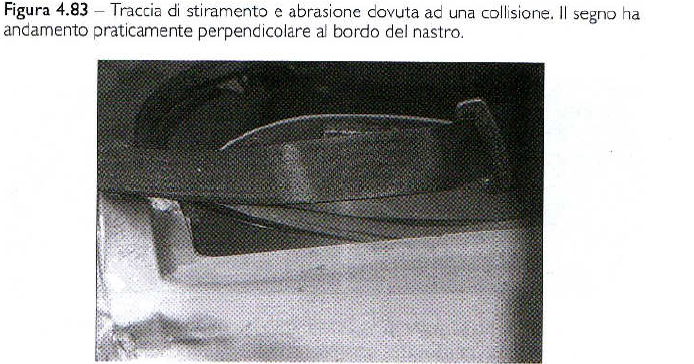 Figura 4.83 – Traccia di stiramento e abrasione dovuta ad una collisione. Il segno ha
andamento praticamente perpendicolare al bordo del nastro.